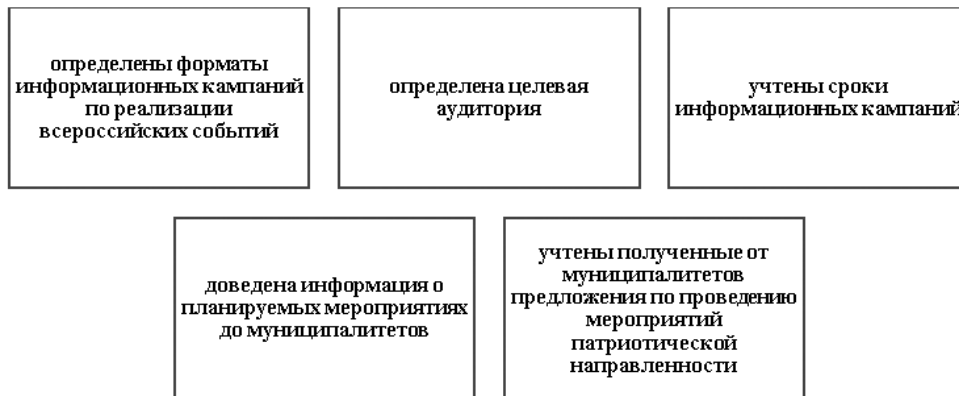 определены форматы
информационных кампаний
по реализации
всероссийских событий
определена целевая
аудитория
учтены сроки
информационных кампаний
доведена информация о
планируемых мероприятиях
до муниципалитетов
учтены полученные от
муниципалитетов
предложения по проведению
мероприятий
патриотической
направленности